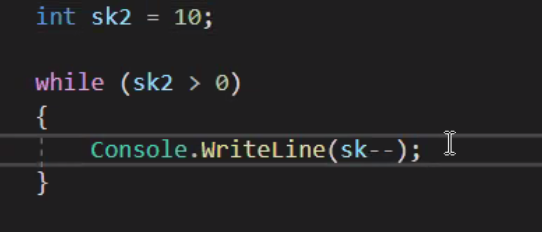 int sk2 = 10;
while (sk2 > 0)
{
Console.WriteLine(sk--);
}